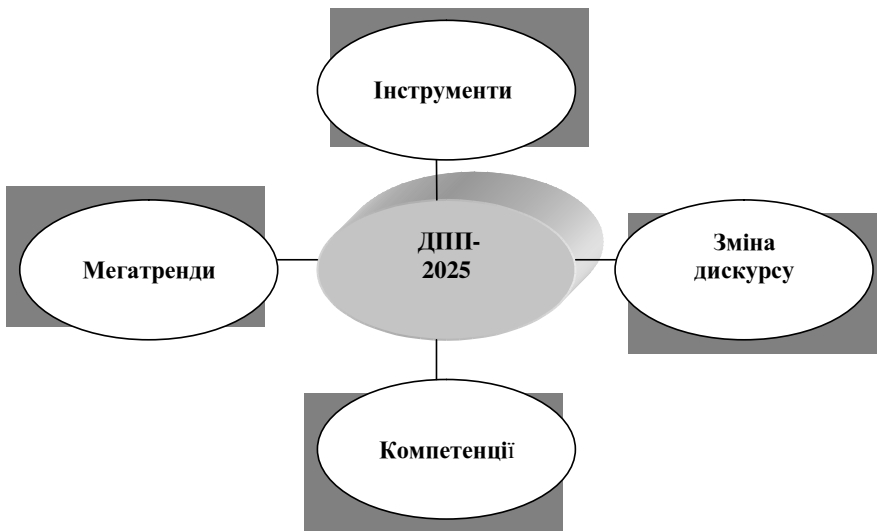 Інструменти
Мегатренди
ДПП-
2025
Зміна
дискурсу
Компетенції